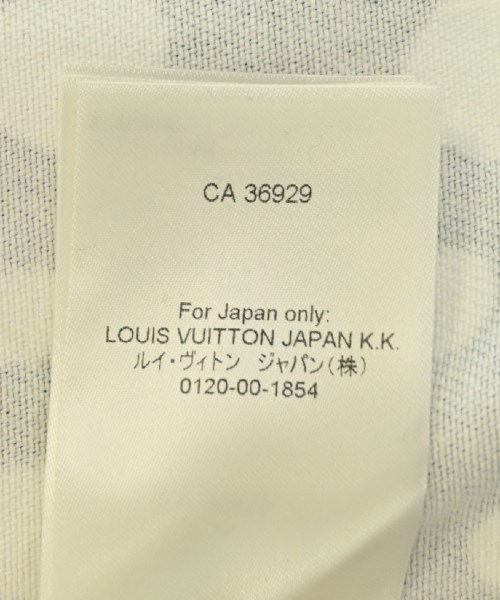 CA 36929
For Japan only:
LOUIS VUITTON JAPAN K.K.
ルイ・ヴィトン　ジャパン(株)
0120-00-1854